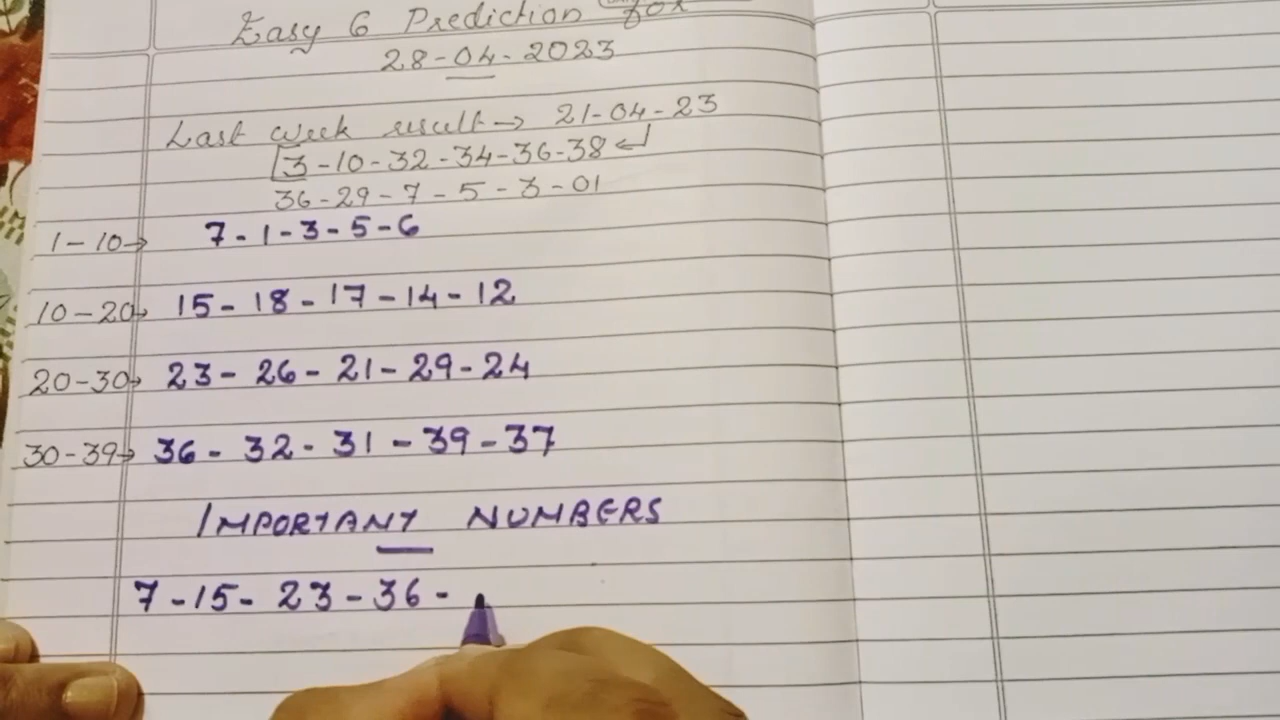 Easy 6 Prediction for
28-04-2023
Last week result→ 21-04-23
3-10-32-34-36-38
36-29-7-5-3-01
1-10→ 7-1-3-5-6
10-20→ 15-18-17-14-12
20-30→ 23-26-21-29-24
30-39→ 36-32-31-39-37
IMPORTANT NUMBERS
7-15-23-36-